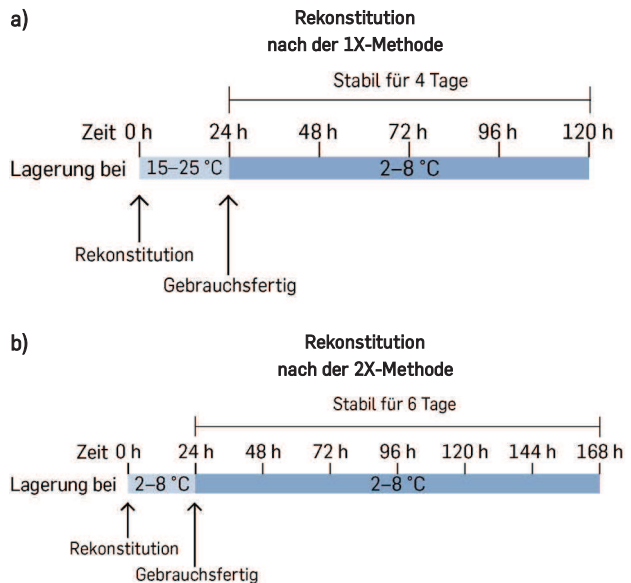 a)
Rekonstitution
nach der 1X-Methode
Stabil für 4 Tage
Zeit 0 h 24 h 48 h 72 h 96 h 120 h
Lagerung bei 15–25 °C 2–8 °C
Rekonstitution
Gebrauchsfertig
b)
Rekonstitution
nach der 2X-Methode
Stabil für 6 Tage
Zeit 0 h 24 h 48 h 72 h 96 h 120 h 144 h 168 h
Lagerung bei 2–8 °C 2–8 °C
Rekonstitution
Gebrauchsfertig